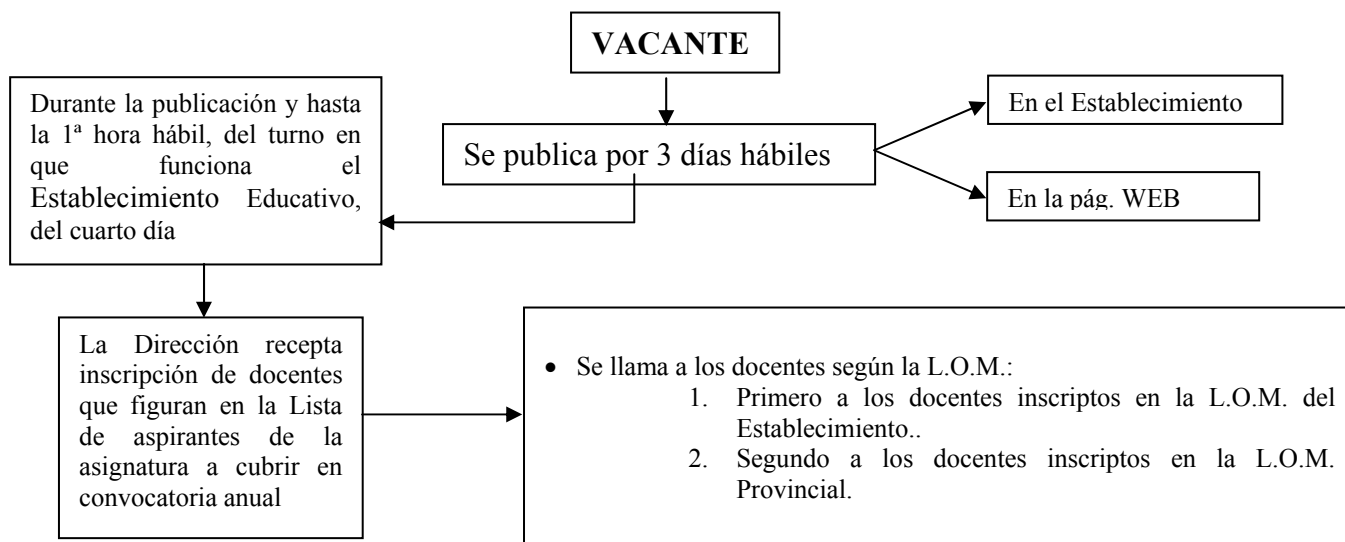 VACANTE
Se publica por 3 días hábiles
En el Establecimiento
En la pág. WEB
Durante la publicación y hasta
la 1ª hora hábil, del turno en
que funciona el
Establecimiento Educativo,
del cuarto día
La Dirección recepta
inscripción de docentes
que figuran en la Lista
de aspirantes de la
asignatura a cubrir en
convocatoria anual
• Se llama a los docentes según la L.O.M.:
1. Primero a los docentes inscriptos en la L.O.M. del
Establecimiento..
2. Segundo a los docentes inscriptos en la L.O.M.
Provincial.